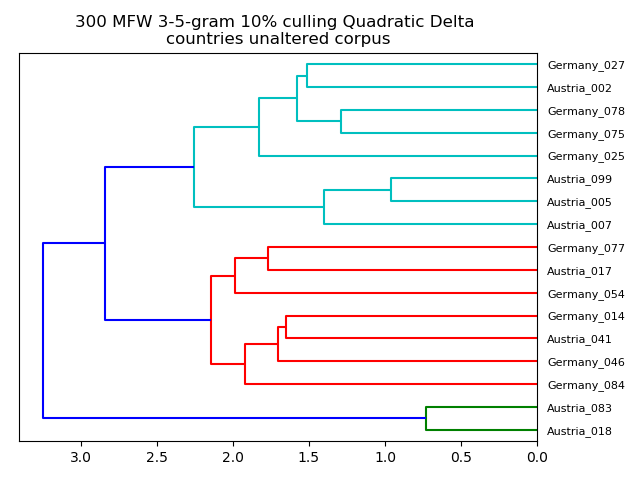 300 MFW 3-5-gram 10% culling Quadratic Delta
countries unaltered corpus
Germany_027
Austria_002
Germany_078
Germany_075
Germany_025
Austria_099
Austria_005
Austria_007
Germany_077
Austria_017
Germany_054
Germany_014
Austria_041
Germany_046
Germany_084
Austria_083
Austria_018
3.0 2.5 2.0 1.5 1.0 0.5 0.0